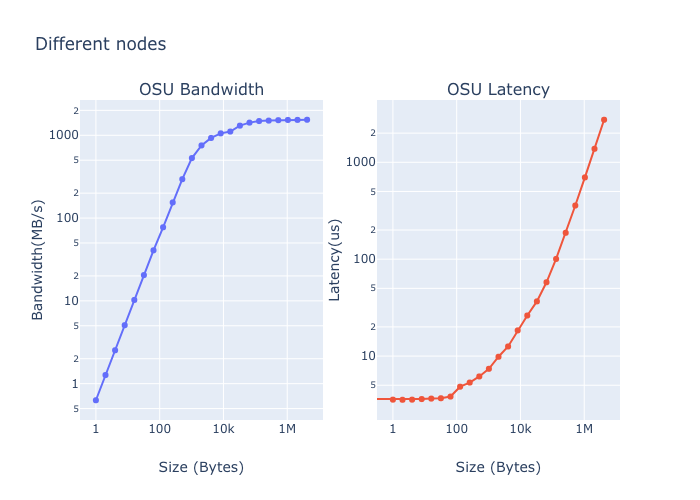 Different nodes
OSU Bandwidth
OSU Latency
Bandwidth(MB/s)
2
1000
5
2
100
5
2
10
5
2
1
5
1
100
10k
1M
Size (Bytes)
Latency(us)
2
1000
5
2
100
5
2
10
5
1
100
10k
1M
Size (Bytes)